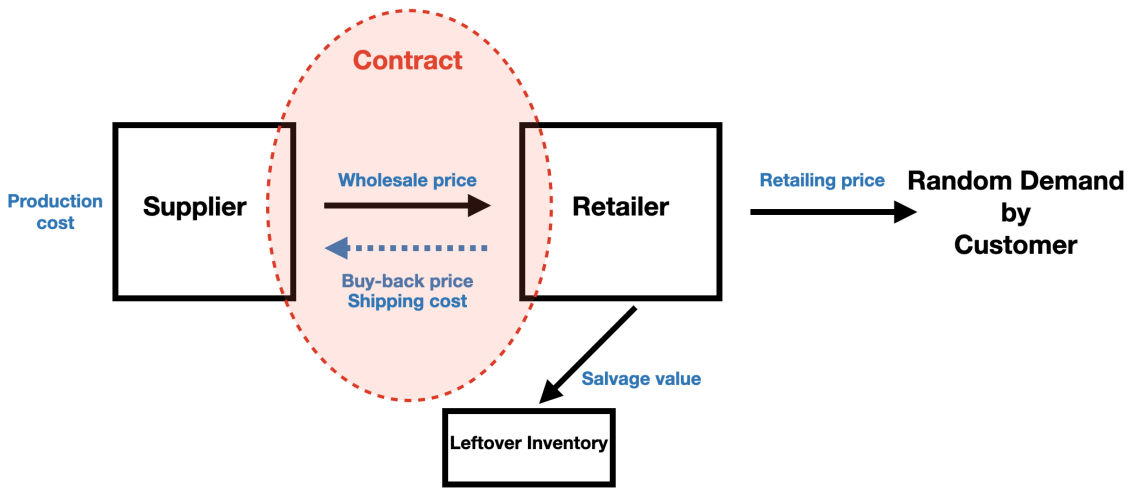 Contract
Production
cost
Supplier
Wholesale price
Buy-back price
Shipping cost
Retailer
Retailing price
Random Demand
by
Customer
Salvage value
Leftover Inventory